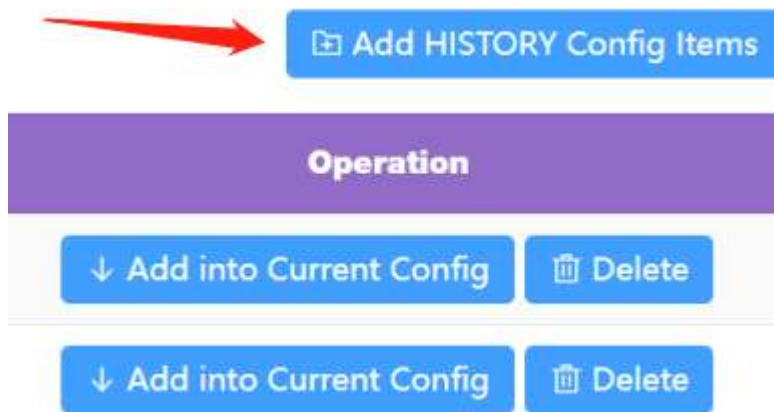 Add HISTORY Config Items
Operation
Add into Current Config Delete
Add into Current Config Delete